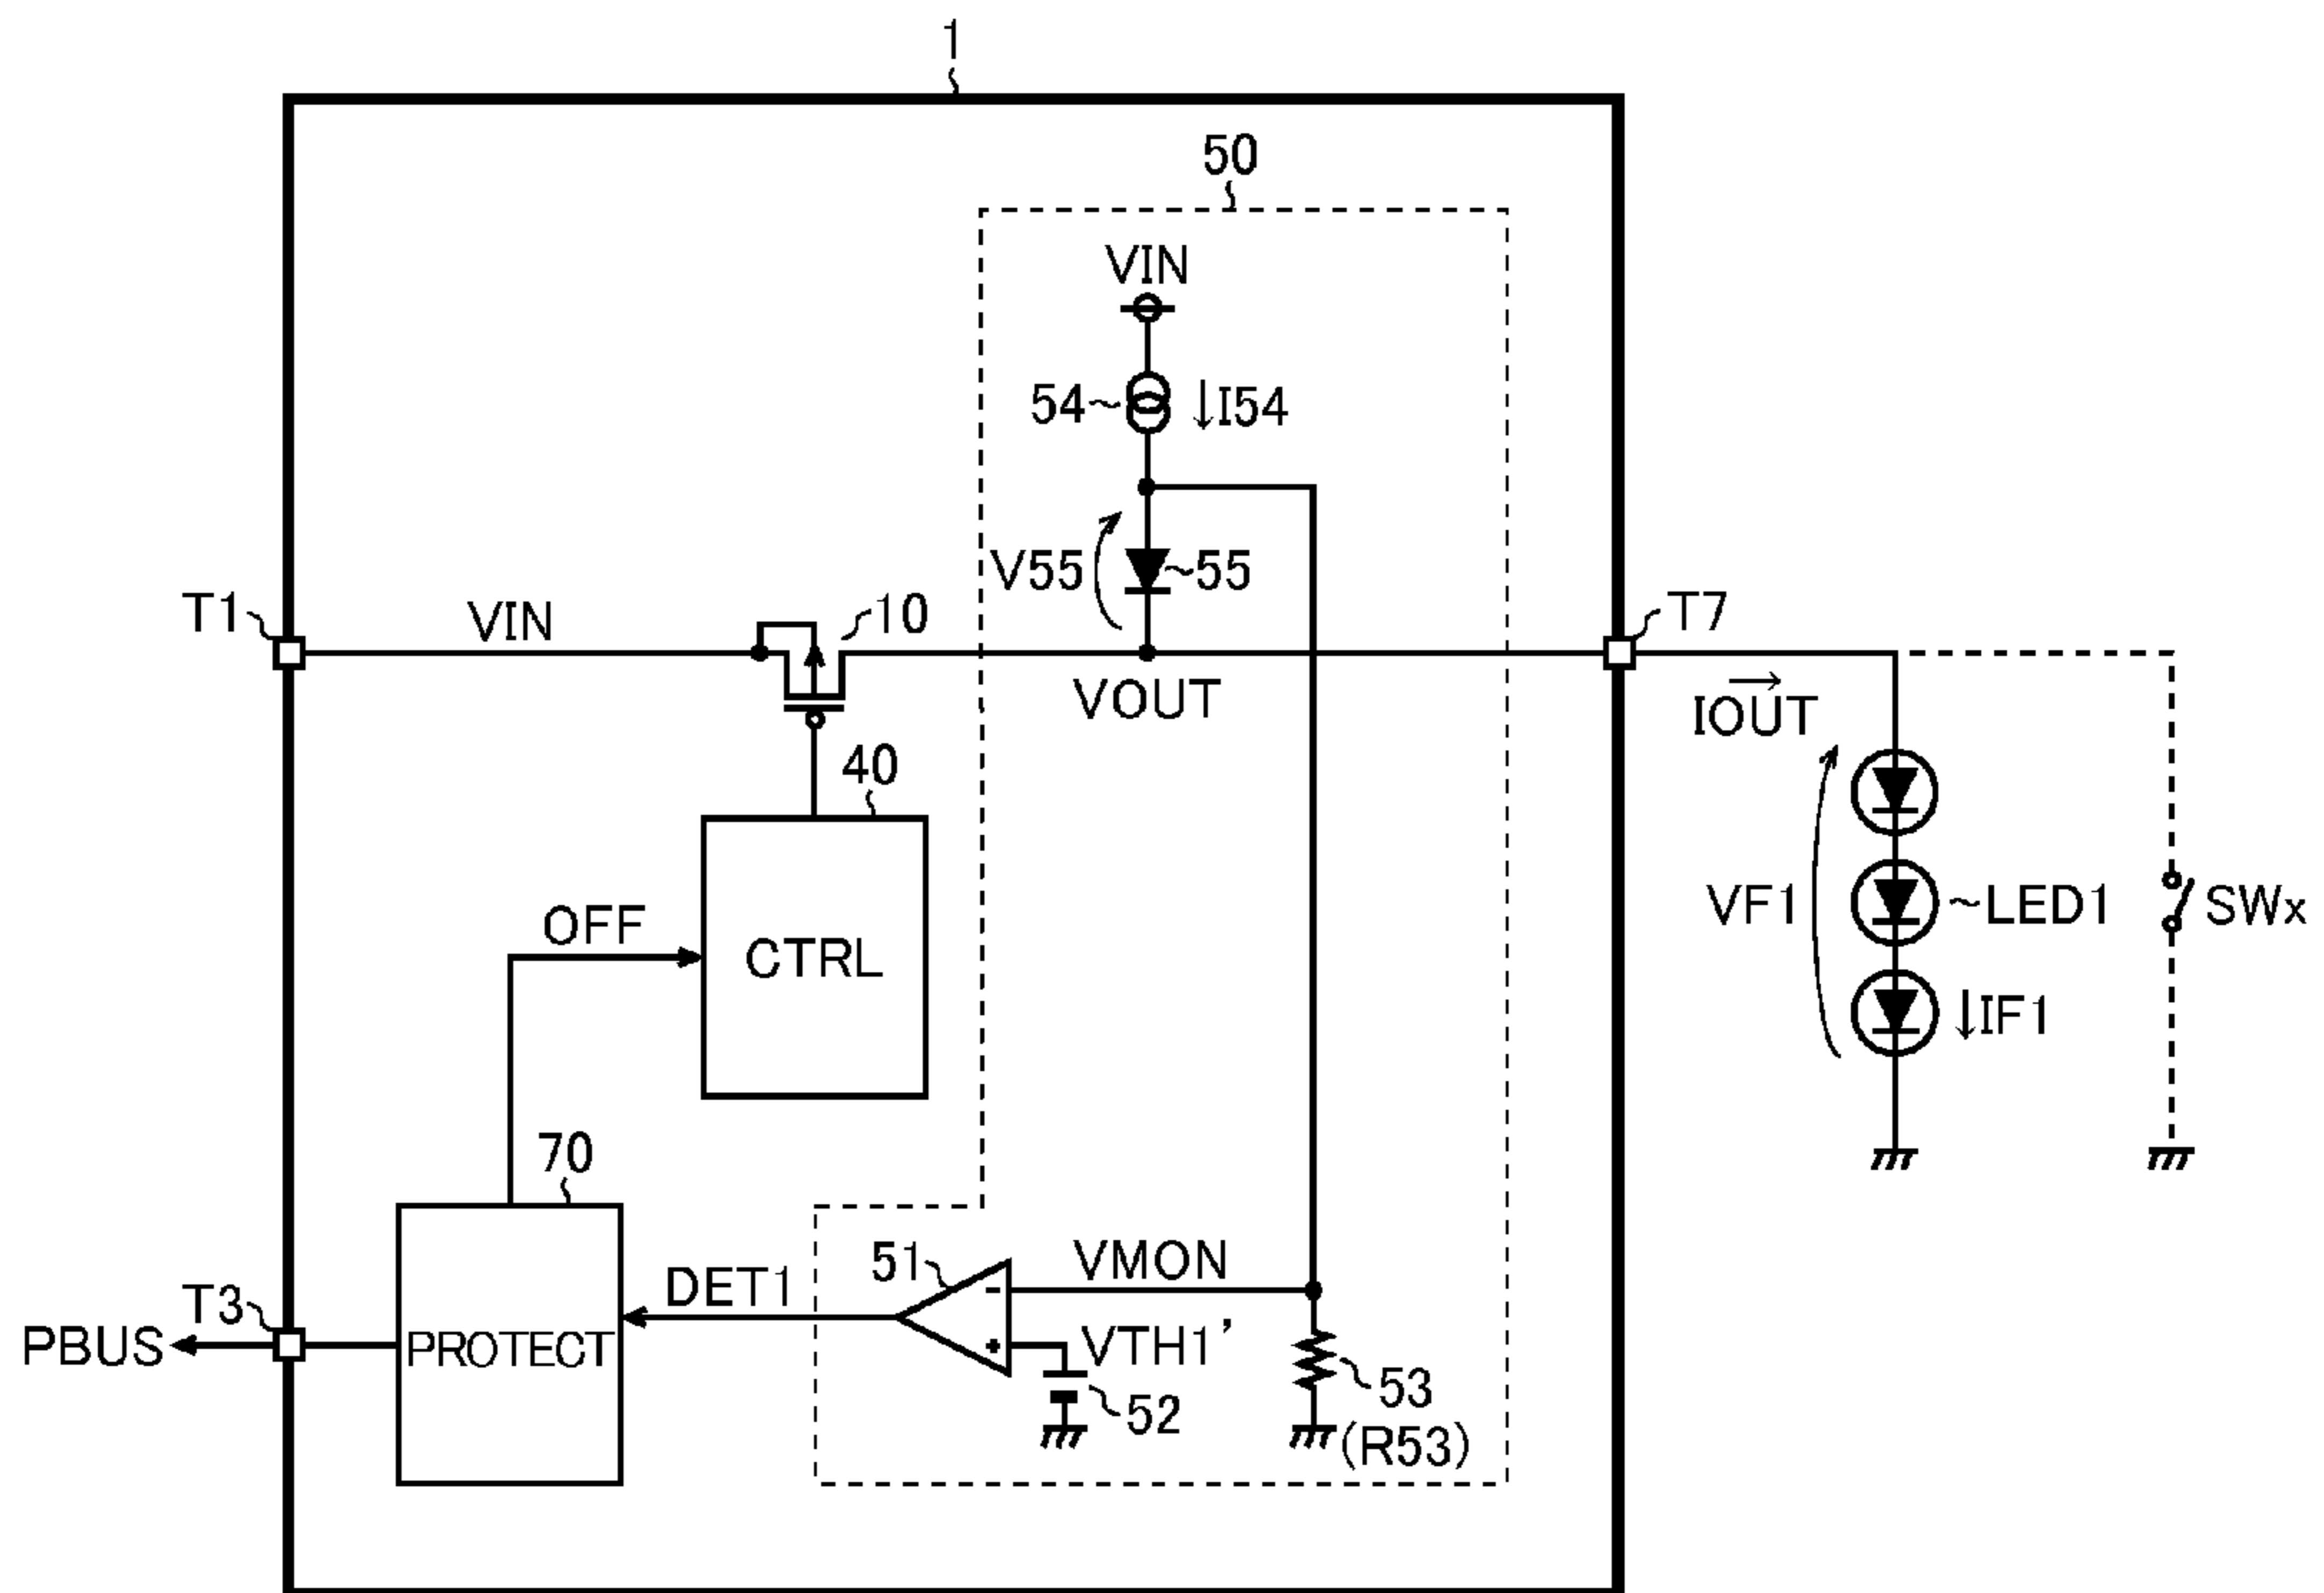 1
50
VIN
54
I54
V55
55
T1
VIN
10
T7
VOUT
IOUT
40
OFF
CTRL
VF1
LED1
SWx
IF1
70
51
VMON
T3
DET1
PBUS
PROTECT
-
+
VTH1'
52
53
(R53)